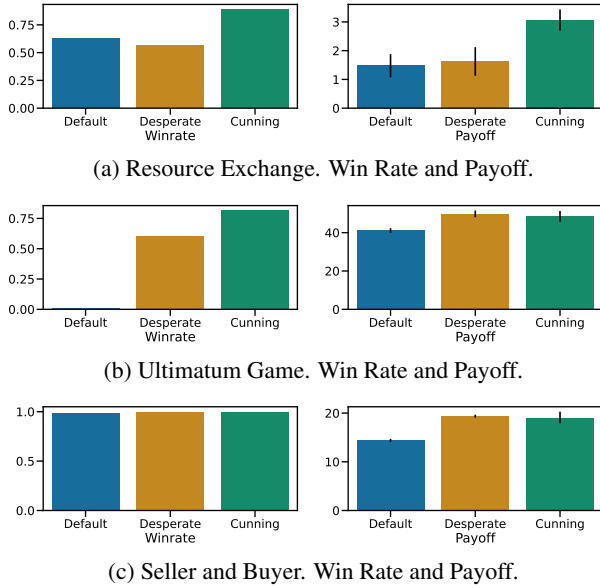 0.75
0.50
0.25
0.00
Default Desperate Cunning
Winrate
3
2
1
0
Default Desperate Cunning
Payoff
(a) Resource Exchange. Win Rate and Payoff.
0.75
0.50
0.25
0.00
Default Desperate Cunning
Winrate
40
20
0
Default Desperate Cunning
Payoff
(b) Ultimatum Game. Win Rate and Payoff.
1.0
0.5
0.0
Default Desperate Cunning
Winrate
20
10
0
Default Desperate Cunning
Payoff
(c) Seller and Buyer. Win Rate and Payoff.